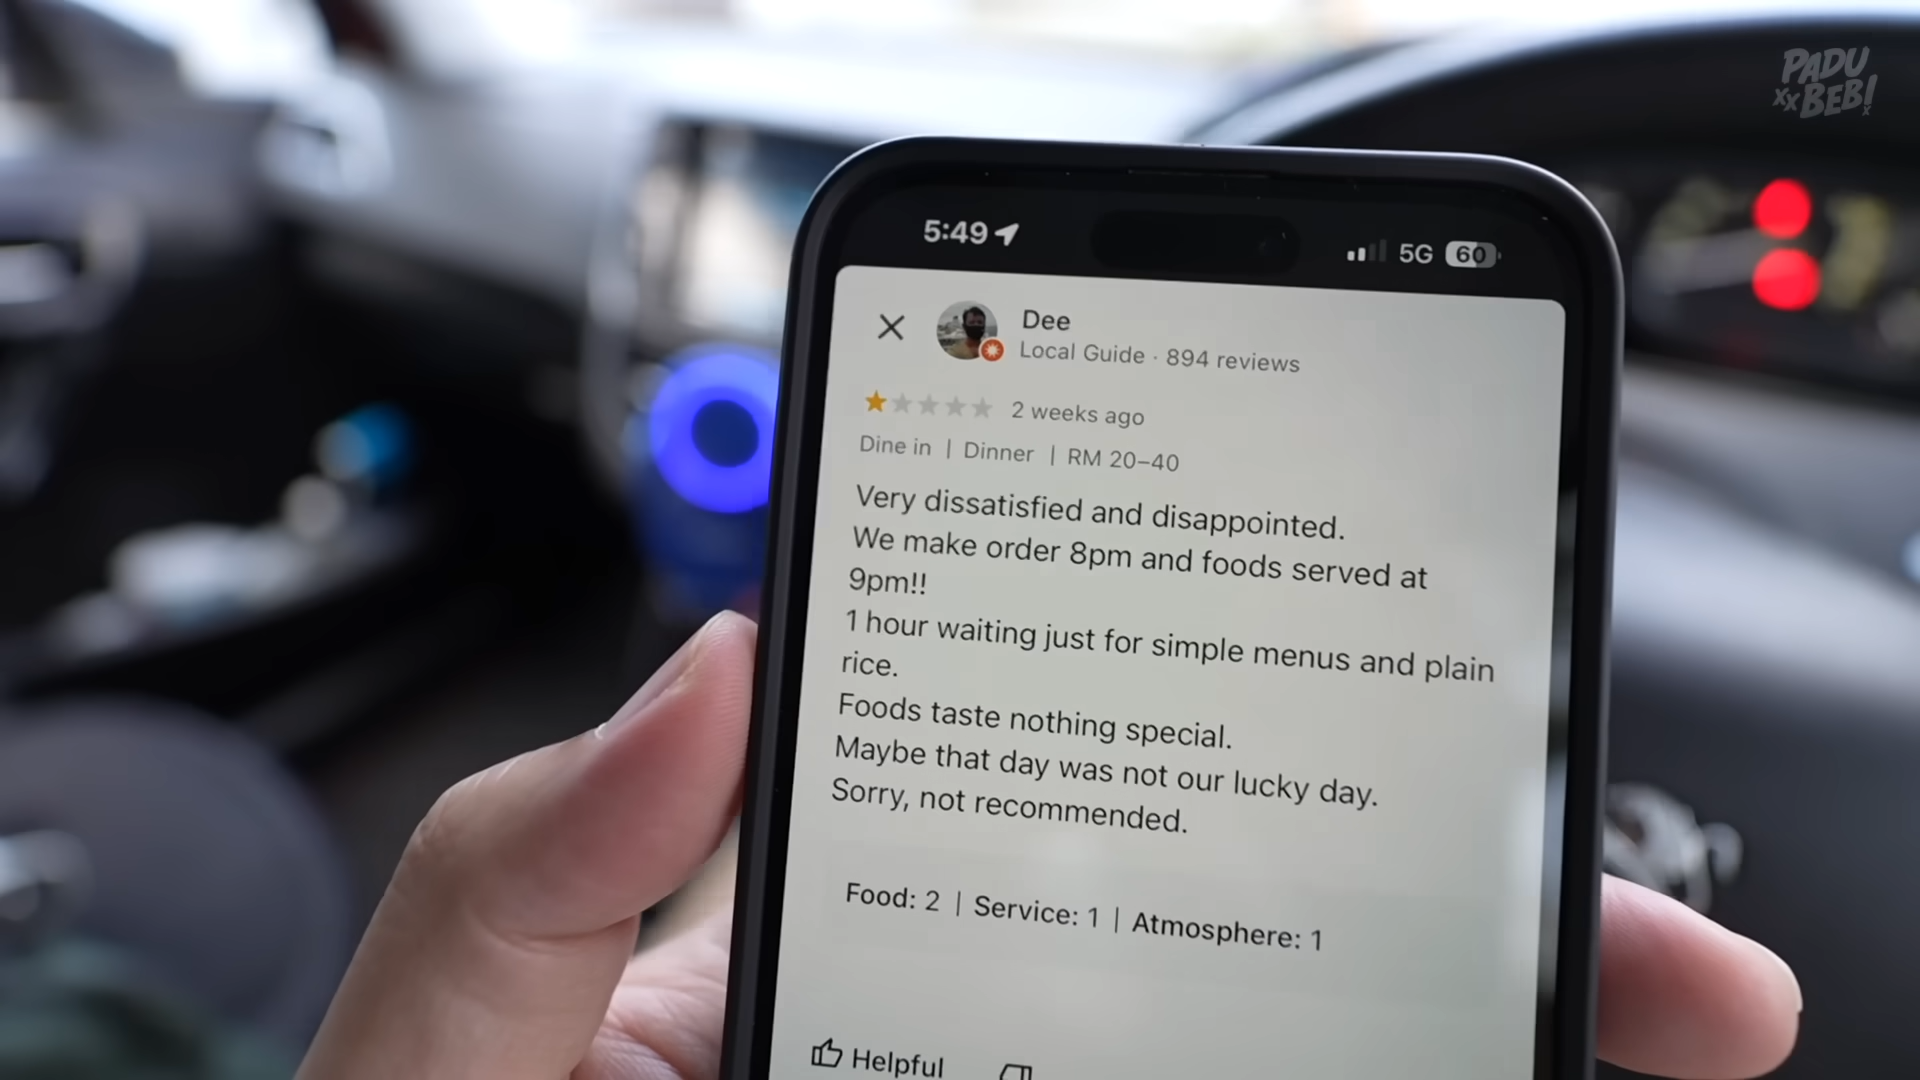 PADU
xx BEB!x
5:49
5G 60
Dee
Local Guide · 894 reviews
2 weeks ago
Dine in | Dinner | RM 20–40
Very dissatisfied and disappointed.
We make order 8pm and foods served at
9pm!!
1 hour waiting just for simple menus and plain
rice.
Foods taste nothing special.
Maybe that day was not our lucky day.
Sorry, not recommended.
Food: 2 | Service: 1 | Atmosphere: 1
Helpful